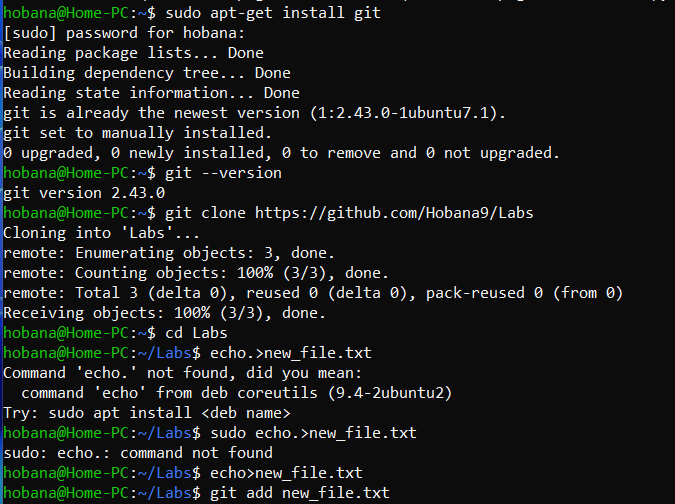 hobana@Home-PC:~$ sudo apt-get install git
[sudo] password for hobana:
Reading package lists... Done
Building dependency tree... Done
Reading state information... Done
git is already the newest version (1:2.43.0-1ubuntu7.1).
git set to manually installed.
0 upgraded, 0 newly installed, 0 to remove and 0 not upgraded.
hobana@Home-PC:~$ git --version
git version 2.43.0
hobana@Home-PC:~$ git clone https://github.com/Hobana9/Labs
Cloning into 'Labs'...
remote: Enumerating objects: 3, done.
remote: Counting objects: 100% (3/3), done.
remote: Total 3 (delta 0), reused 0 (delta 0), pack-reused 0 (from 0)
Receiving objects: 100% (3/3), done.
hobana@Home-PC:~$ cd Labs
hobana@Home-PC:~/Labs$ echo.>new_file.txt
Command 'echo.' not found, did you mean:
  command 'echo' from deb coreutils (9.4-2ubuntu2)
Try: sudo apt install <deb name>
hobana@Home-PC:~/Labs$ sudo echo.>new_file.txt
sudo: echo.: command not found
hobana@Home-PC:~/Labs$ echo>new_file.txt
hobana@Home-PC:~/Labs$ git add new_file.txt